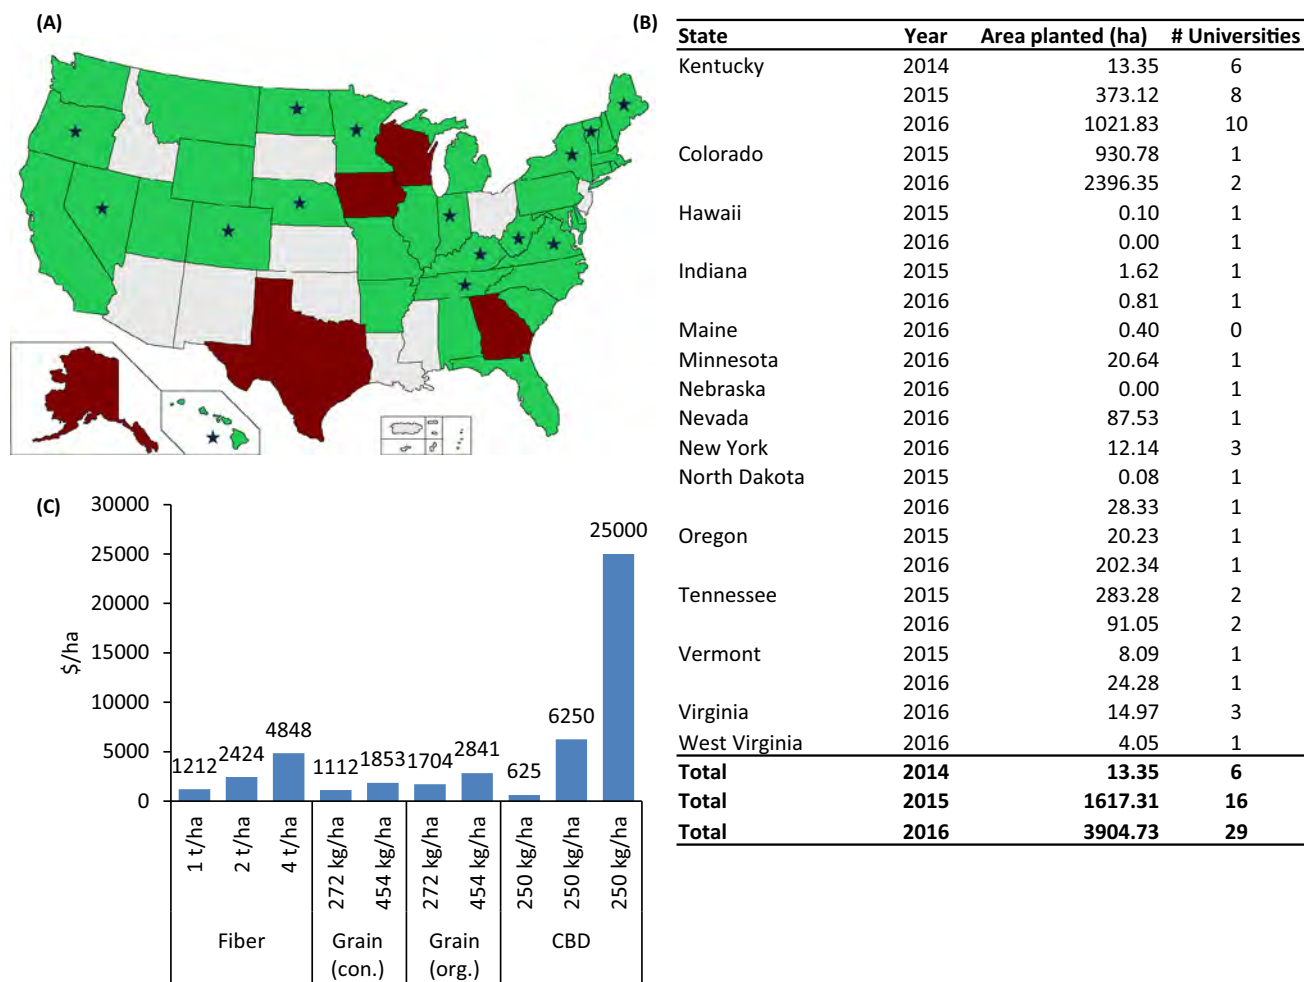 (A)
(B)
State Year Area planted (ha) # Universities
Kentucky 2014 13.35 6
2015 373.12 8
2016 1021.83 10
Colorado 2015 930.78 1
2016 2396.35 2
Hawaii 2015 0.10 1
2016 0.00 1
Indiana 2015 1.62 1
2016 0.81 1
Maine 2016 0.40 0
Minnesota 2016 20.64 1
Nebraska 2016 0.00 1
Nevada 2016 87.53 1
New York 2016 12.14 3
North Dakota 2015 0.08 1
2016 28.33 1
Oregon 2015 20.23 1
2016 202.34 1
Tennessee 2015 283.28 2
2016 91.05 2
Vermont 2015 8.09 1
2016 24.28 1
Virginia 2016 14.97 3
West Virginia 2016 4.05 1
Total 2014 13.35 6
Total 2015 1617.31 16
Total 2016 3904.73 29
(C)
$/ha
30000
25000
20000
15000
10000
5000
0
1212 2424 4848 1112 1853 1704 2841 625 6250 25000
1 t/ha 2 t/ha 4 t/ha 272 kg/ha 454 kg/ha 272 kg/ha 454 kg/ha 250 kg/ha 250 kg/ha 250 kg/ha
Fiber Grain Grain CBD
(con.) (org.)